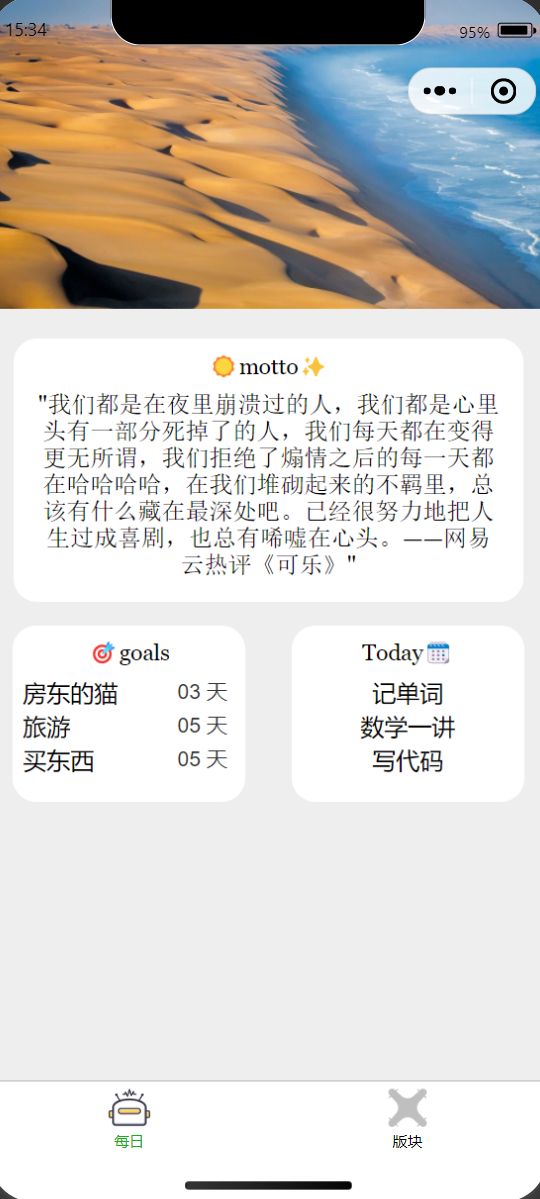 15:34
95%
motto
"我们都是在夜里崩溃过的人，我们都是心里
头有一部分死掉了的人，我们每天都在变得
更无所谓，我们拒绝了煽情之后的每一天都
在哈哈哈哈，在我们堆砌起来的不羁里，总
该有什么藏在最深处吧。已经很努力地把人
生过成喜剧，也总有唏嘘在心头。——网易
云热评《可乐》"
goals
房东的猫 03 天
旅游 05 天
买东西 05 天
Today
记单词
数学一讲
写代码
每日
版块